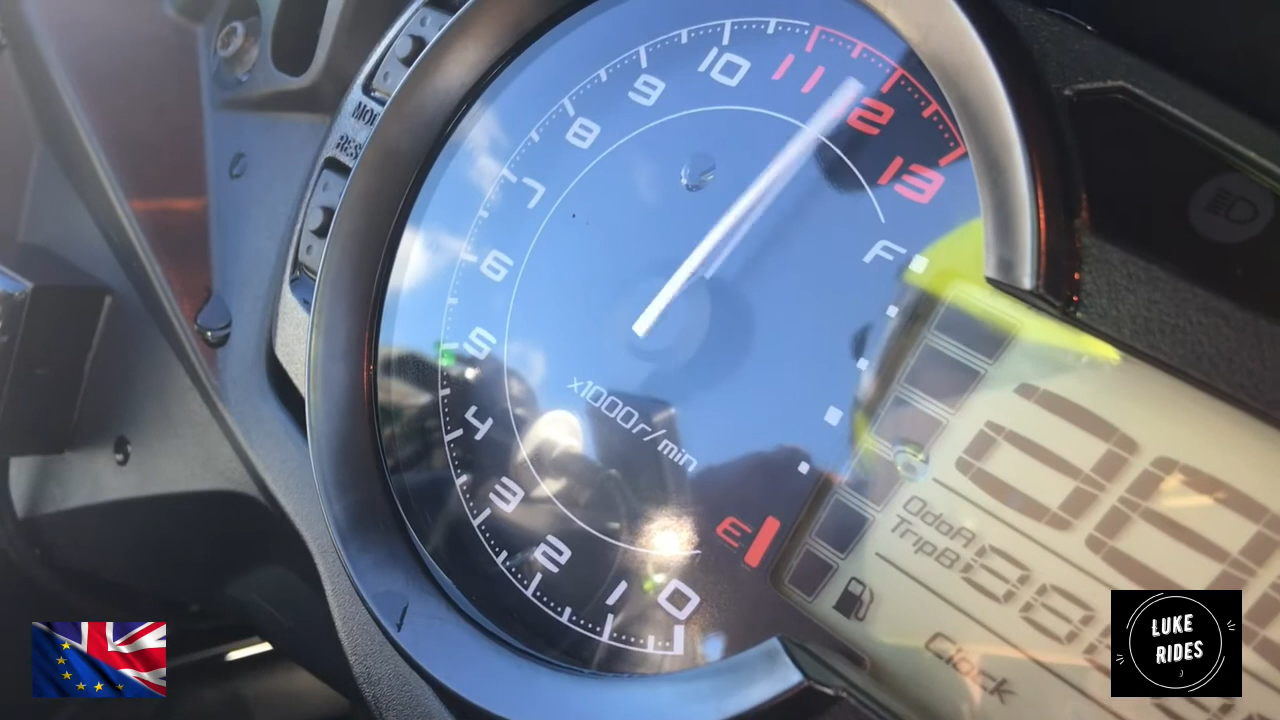 MOD
RES
13
12
11
10
9
8
7
6
5
4
3
2
1
0
x1000r/min
F
E
OdoA
TripB
Clock
LUKE
RIDES